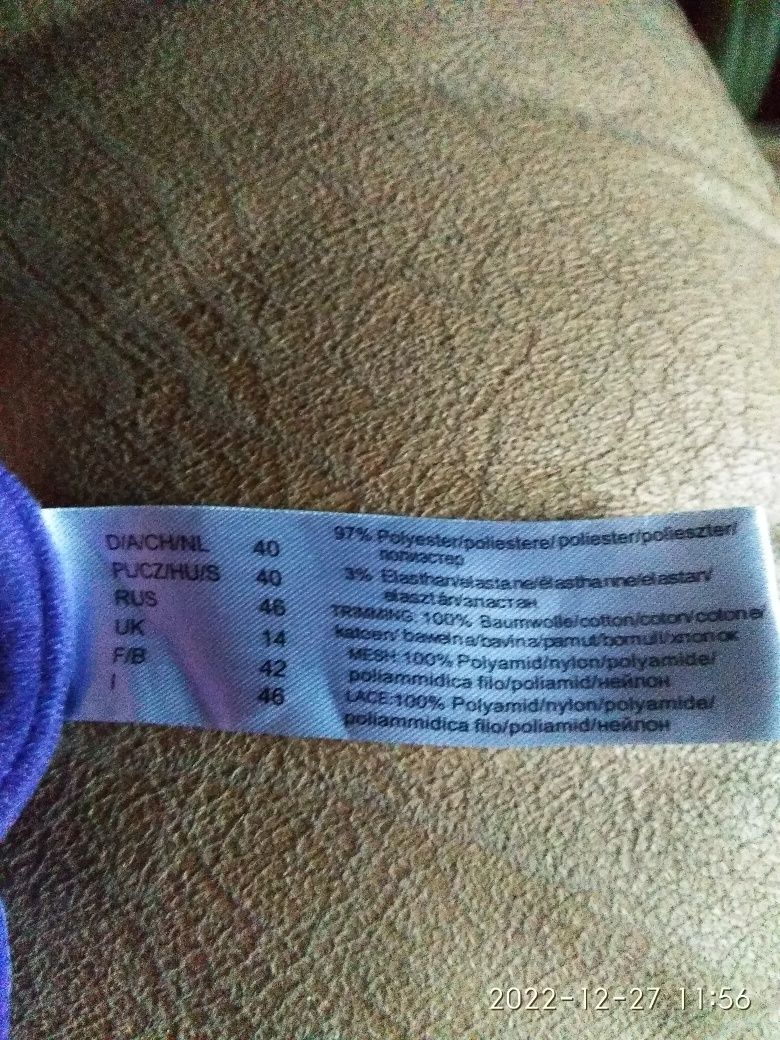 D/A/CH/NL 40
PL/CZ/HU/S 40
RUS 46
UK 14
F/B 42
I 46
97% Polyester/poliestere/poliester/polieszter/
полиэстер
3% Elasthan/elastane/élasthanne/elastan/
elasztán/эластан
TRIMMING: 100% Baumwolle/cotton/coton/cotone/
katoen/ bawełna/bavlna/pamut/bomull/хлопок
MESH:100% Polyamid/nylon/polyamide/
poliammidica filo/poliamid/нейлон
LACE:100% Polyamid/nylon/polyamide/
poliammidica filo/poliamid/нейлон
2022-12-27 11:56